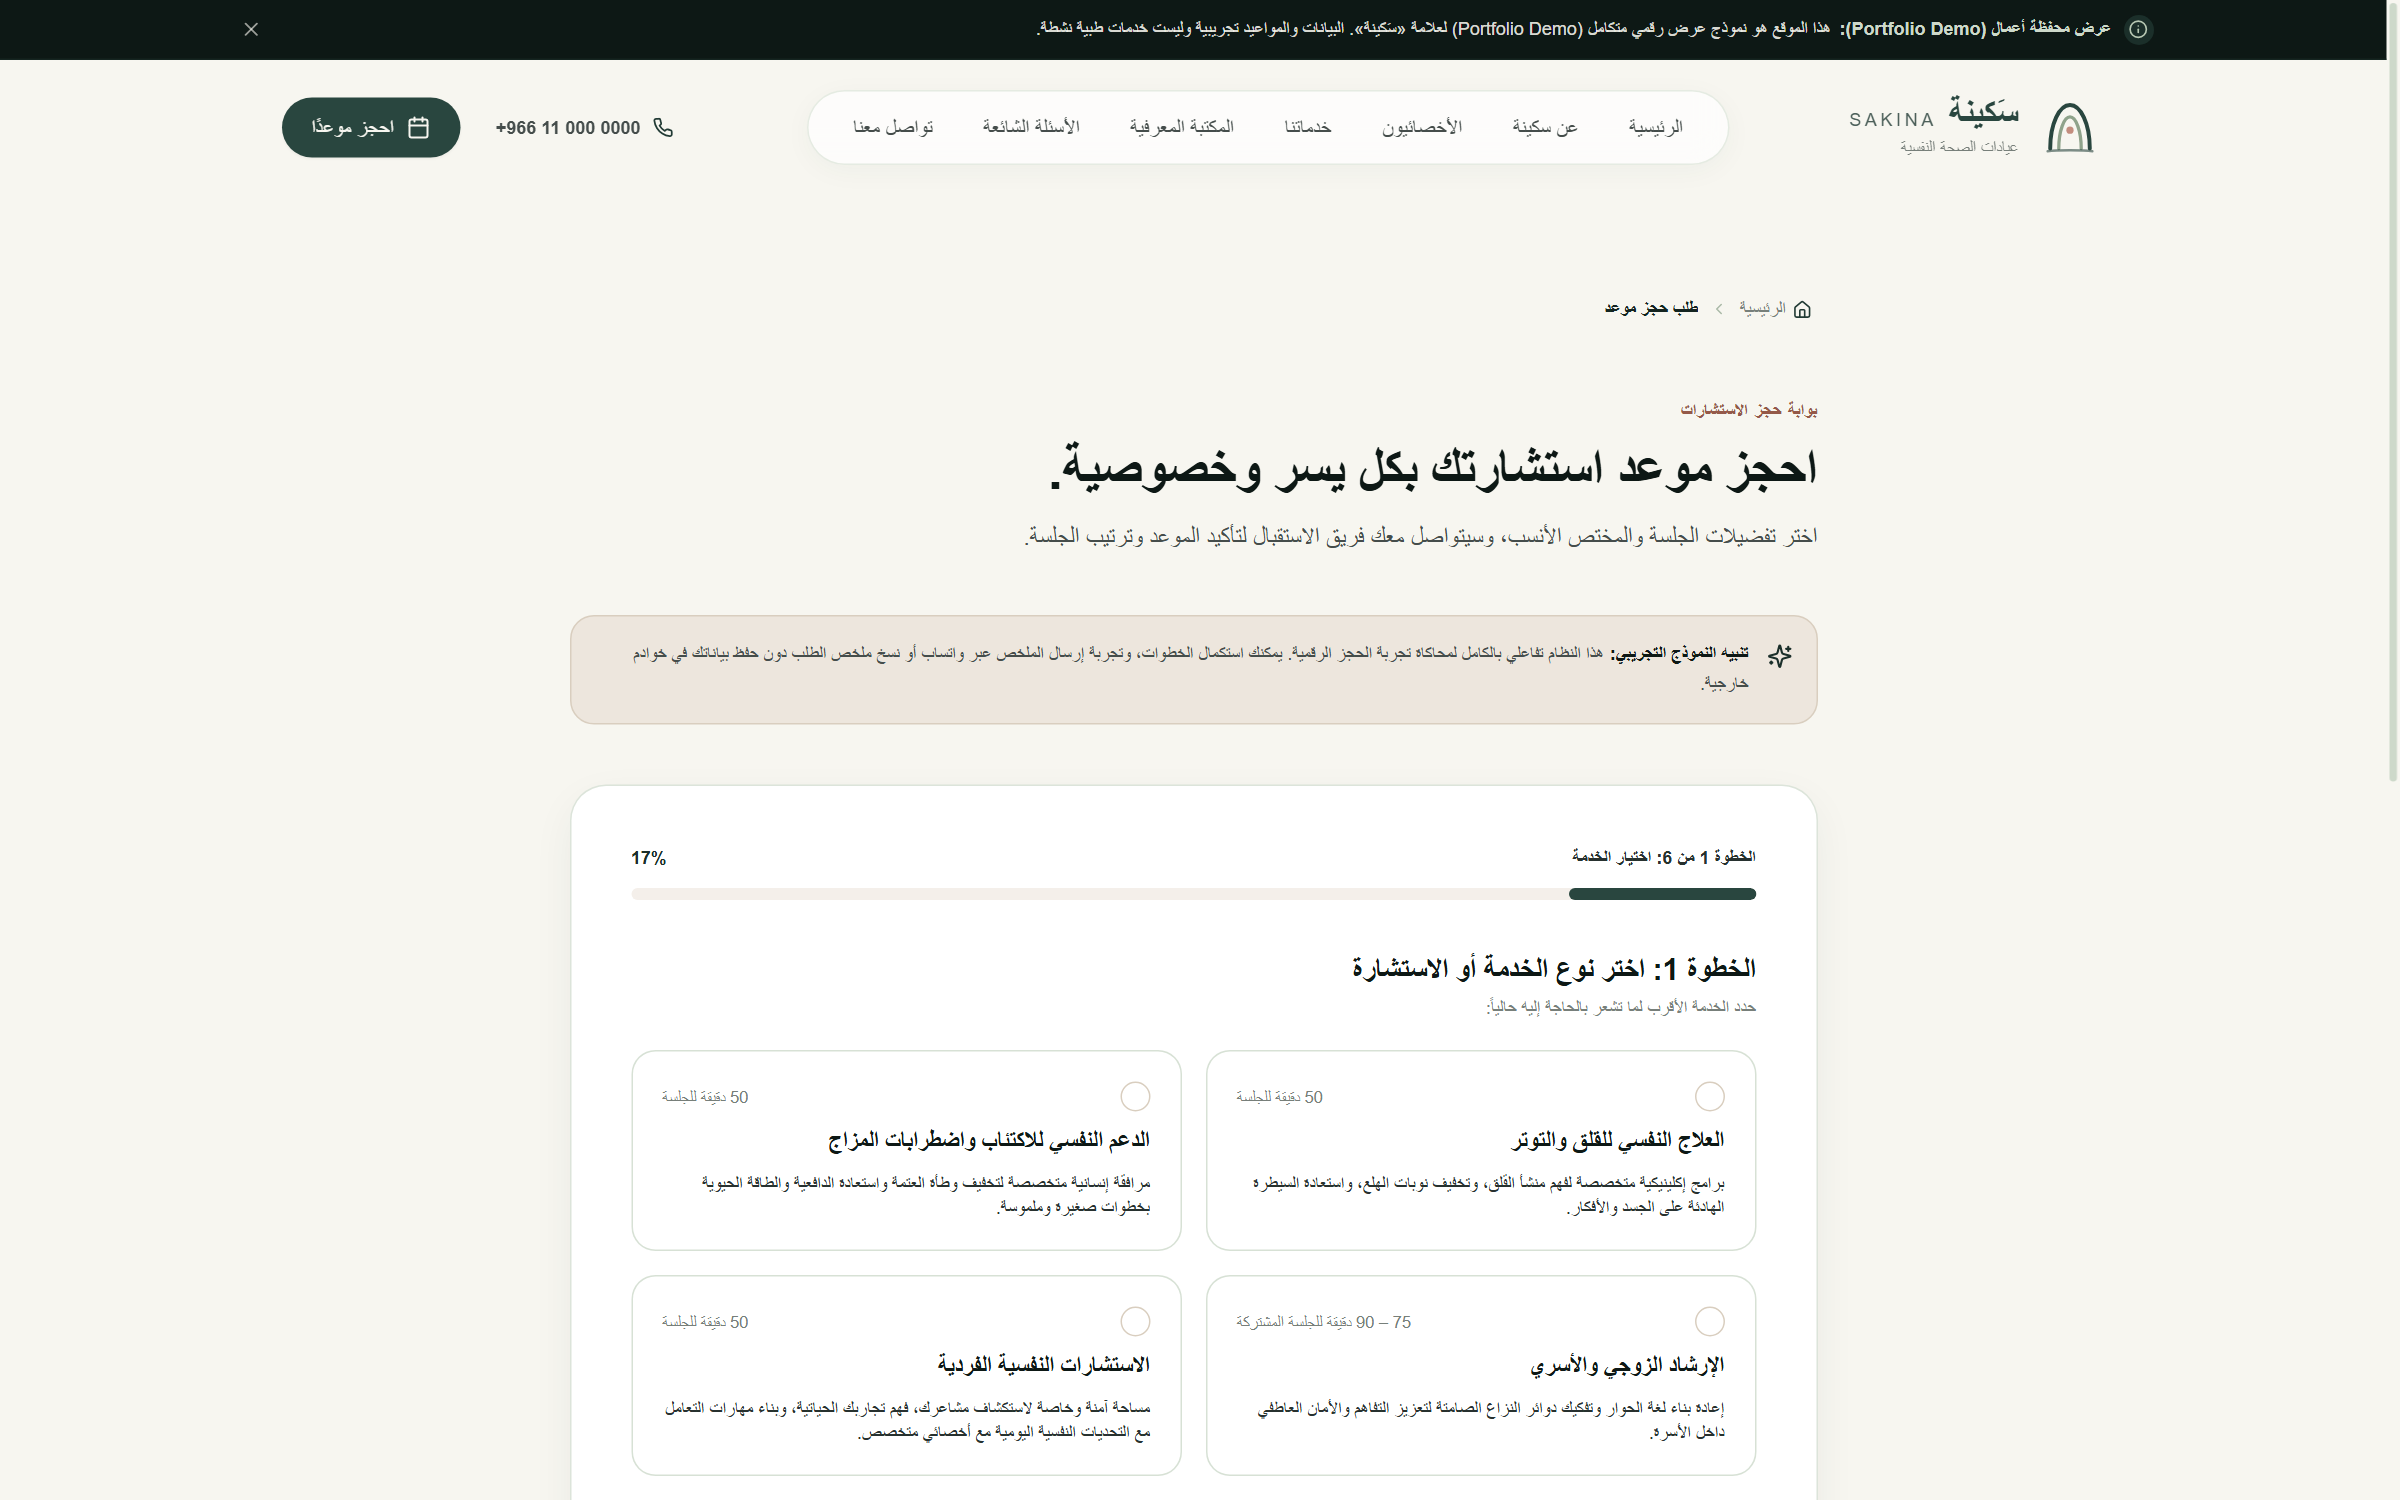 عرض محفظة أعمال (Portfolio Demo): هذا الموقع هو نموذج عرض رقمي متكامل (Portfolio Demo) لعلامة «سَكينة». البيانات والمواعيد تجريبية وليست خدمات طبية نشطة.
سَكينة SAKINA
عيادات الصحة النفسية
الرئيسية
عن سكينة
الأخصائيون
خدماتنا
المكتبة المعرفية
الأسئلة الشائعة
تواصل معنا
+966 11 000 0000
احجز موعدًا
الرئيسية
طلب حجز موعد
بوابة حجز الاستشارات
احجز موعد استشارتك بكل يسر وخصوصية.
اختر تفضيلات الجلسة والمختص الأنسب، وسيتواصل معك فريق الاستقبال لتأكيد الموعد وترتيب الجلسة.
تنبيه النموذج التجريبي: هذا النظام تفاعلي بالكامل لمحاكاة تجربة الحجز الرقمية. يمكنك استكمال الخطوات، وتجربة إرسال الملخص عبر واتساب أو نسخ ملخص الطلب دون حفظ بياناتك في خوادم
خارجية.
الخطوة 1 من 6: اختيار الخدمة
17%
الخطوة 1: اختر نوع الخدمة أو الاستشارة
حدد الخدمة الأقرب لما تشعر بالحاجة إليه حالياً:
50 دقيقة للجلسة
العلاج النفسي للقلق والتوتر
برامج إكلينيكية متخصصة لفهم منشأ القلق، وتخفيف نوبات الهلع، واستعادة السيطرة
الهادئة على الجسد والأفكار.
50 دقيقة للجلسة
الدعم النفسي للاكتئاب واضطرابات المزاج
مرافقة إنسانية متخصصة لتخفيف وطأة العتمة واستعادة الدافعية والطاقة الحيوية
بخطوات صغيرة وملموسة.
75 – 90 دقيقة للجلسة المشتركة
الإرشاد الزوجي والأسري
إعادة بناء لغة الحوار وتفكيك دوائر النزاع الصامتة لتعزيز التفاهم والأمان العاطفي
داخل الأسرة.
50 دقيقة للجلسة
الاستشارات النفسية الفردية
مساحة آمنة وخاصة لاستكشاف مشاعرك، فهم تجاربك الحياتية، وبناء مهارات التعامل
مع التحديات النفسية اليومية مع أخصائي متخصص.